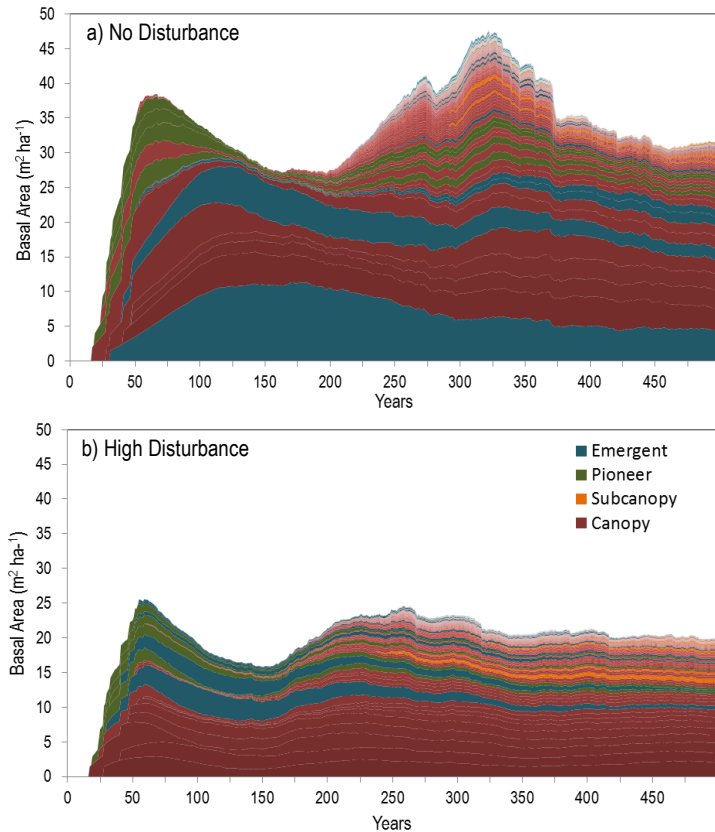 50
a) No Disturbance
45
40
35
30
25
20
15
10
5
0
Basal Area (m² ha⁻¹)
0 50 100 150 200 250 300 350 400 450
Years
50
b) High Disturbance
45
40
35
30
25
20
15
10
5
0
Basal Area (m² ha-¹)
Emergent
Pioneer
Subcanopy
Canopy
0 50 100 150 200 250 300 350 400 450
Years